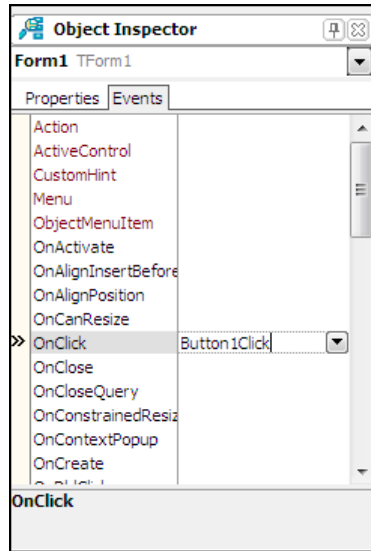 Object Inspector
Form1 TForm1
Properties Events
Action
ActiveControl
CustomHint
Menu
ObjectMenuItem
OnActivate
OnAlignInsertBefore
OnAlignPosition
OnCanResize
OnClick Button1Click
OnClose
OnCloseQuery
OnConstrainedResiz
OnContextPopup
OnCreate
OnClick